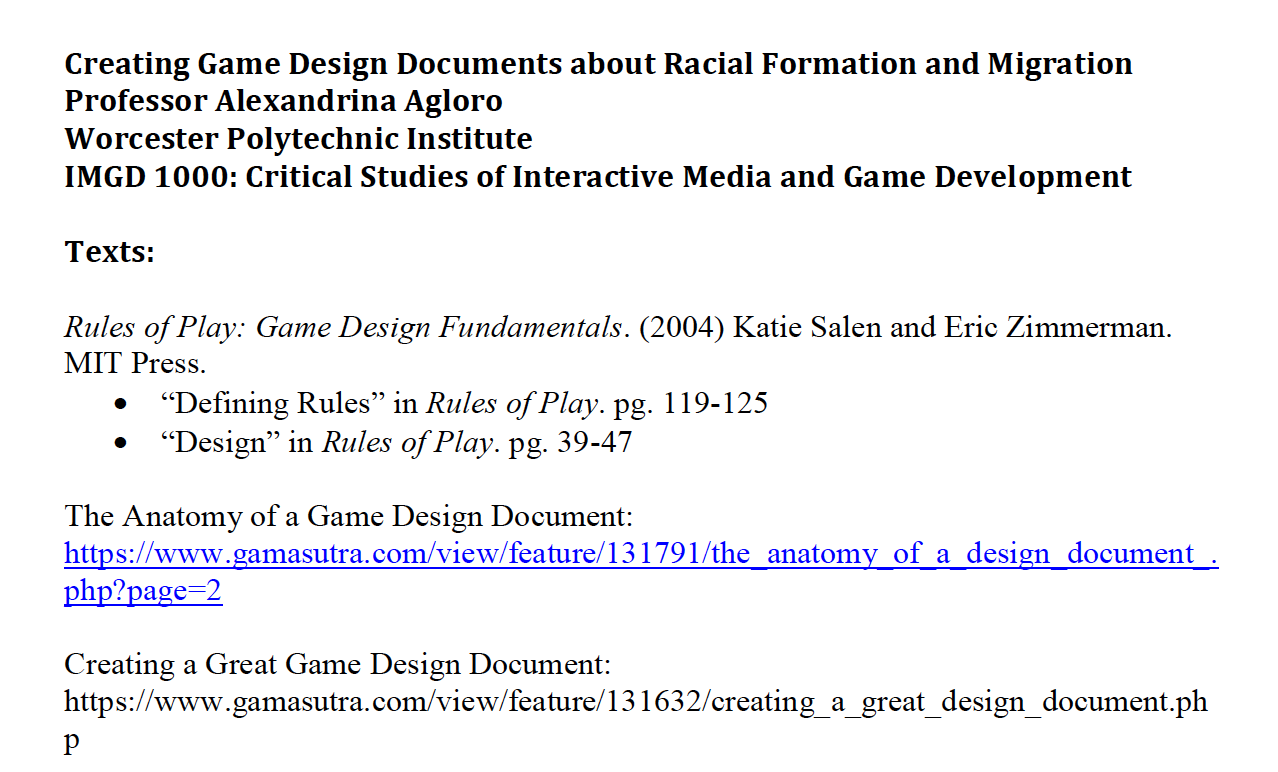 Creating Game Design Documents about Racial Formation and Migration
Professor Alexandrina Agloro
Worcester Polytechnic Institute
IMGD 1000: Critical Studies of Interactive Media and Game Development
Texts:
Rules of Play: Game Design Fundamentals. (2004) Katie Salen and Eric Zimmerman.
MIT Press.
• “Defining Rules” in Rules of Play. pg. 119-125
• “Design” in Rules of Play. pg. 39-47
The Anatomy of a Game Design Document:
https://www.gamasutra.com/view/feature/131791/the_anatomy_of_a_design_document_.
php?page=2
Creating a Great Game Design Document:
https://www.gamasutra.com/view/feature/131632/creating_a_great_design_document.ph
p